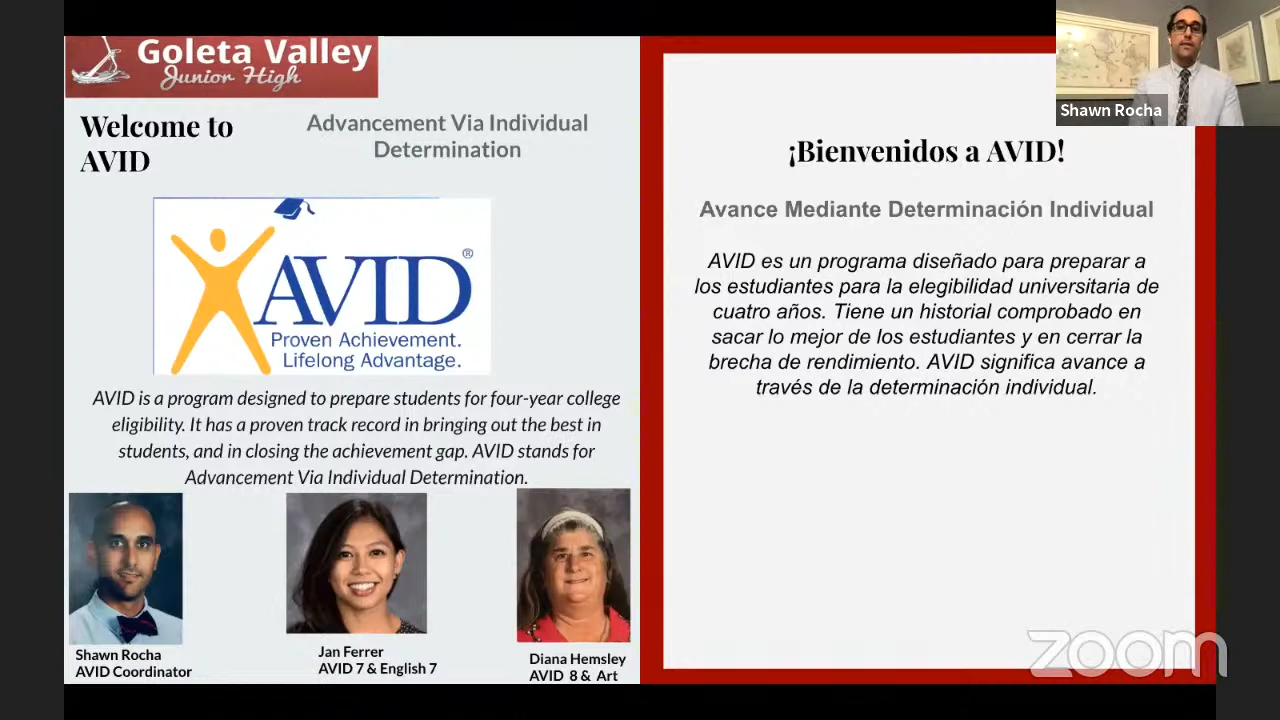 Goleta Valley
Junior High
Welcome to
AVID
Advancement Via Individual
Determination
AVID®
Proven Achievement.
Lifelong Advantage.
AVID is a program designed to prepare students for four-year college
eligibility. It has a proven track record in bringing out the best in
students, and in closing the achievement gap. AVID stands for
Advancement Via Individual Determination.
Shawn Rocha
AVID Coordinator
Jan Ferrer
AVID 7 & English 7
Diana Hemsley
AVID 8 & Art
¡Bienvenidos a AVID!
Avance Mediante Determinación Individual
AVID es un programa diseñado para preparar a
los estudiantes para la elegibilidad universitaria de
cuatro años. Tiene un historial comprobado en
sacar lo mejor de los estudiantes y en cerrar la
brecha de rendimiento. AVID significa avance a
través de la determinación individual.
Shawn Rocha
zoom